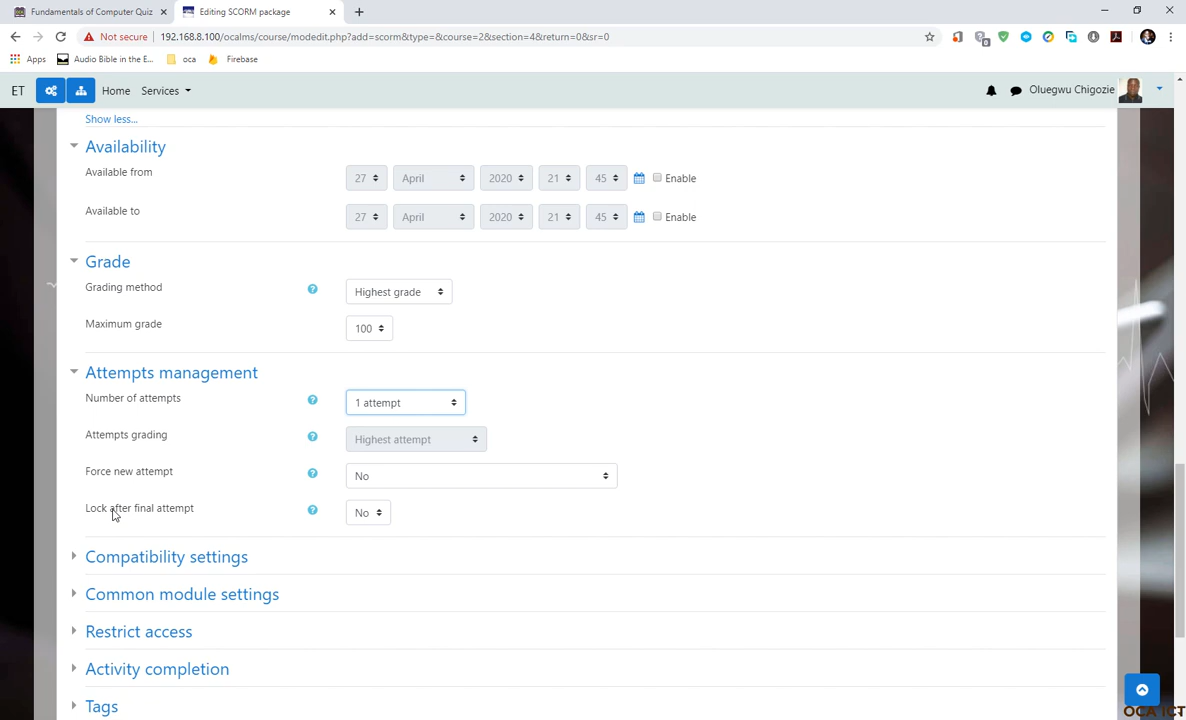 Fundamentals of Computer Quiz
Editing SCORM package
Not secure
192.168.8.100/ocalms/course/modedit.php?add=scorm&type=&course=2&section=4&return=0&sr=0
Apps
Audio Bible in the E...
oca
Firebase
ET
Home
Services
Oluegwu Chigozie
Show less...
Availability
Available from
27 April 2020 21 45 Enable
Available to
27 April 2020 21 45 Enable
Grade
Grading method
Highest grade
Maximum grade
100
Attempts management
Number of attempts
1 attempt
Attempts grading
Highest attempt
Force new attempt
No
Lock after final attempt
No
Compatibility settings
Common module settings
Restrict access
Activity completion
Tags
OCA ICT